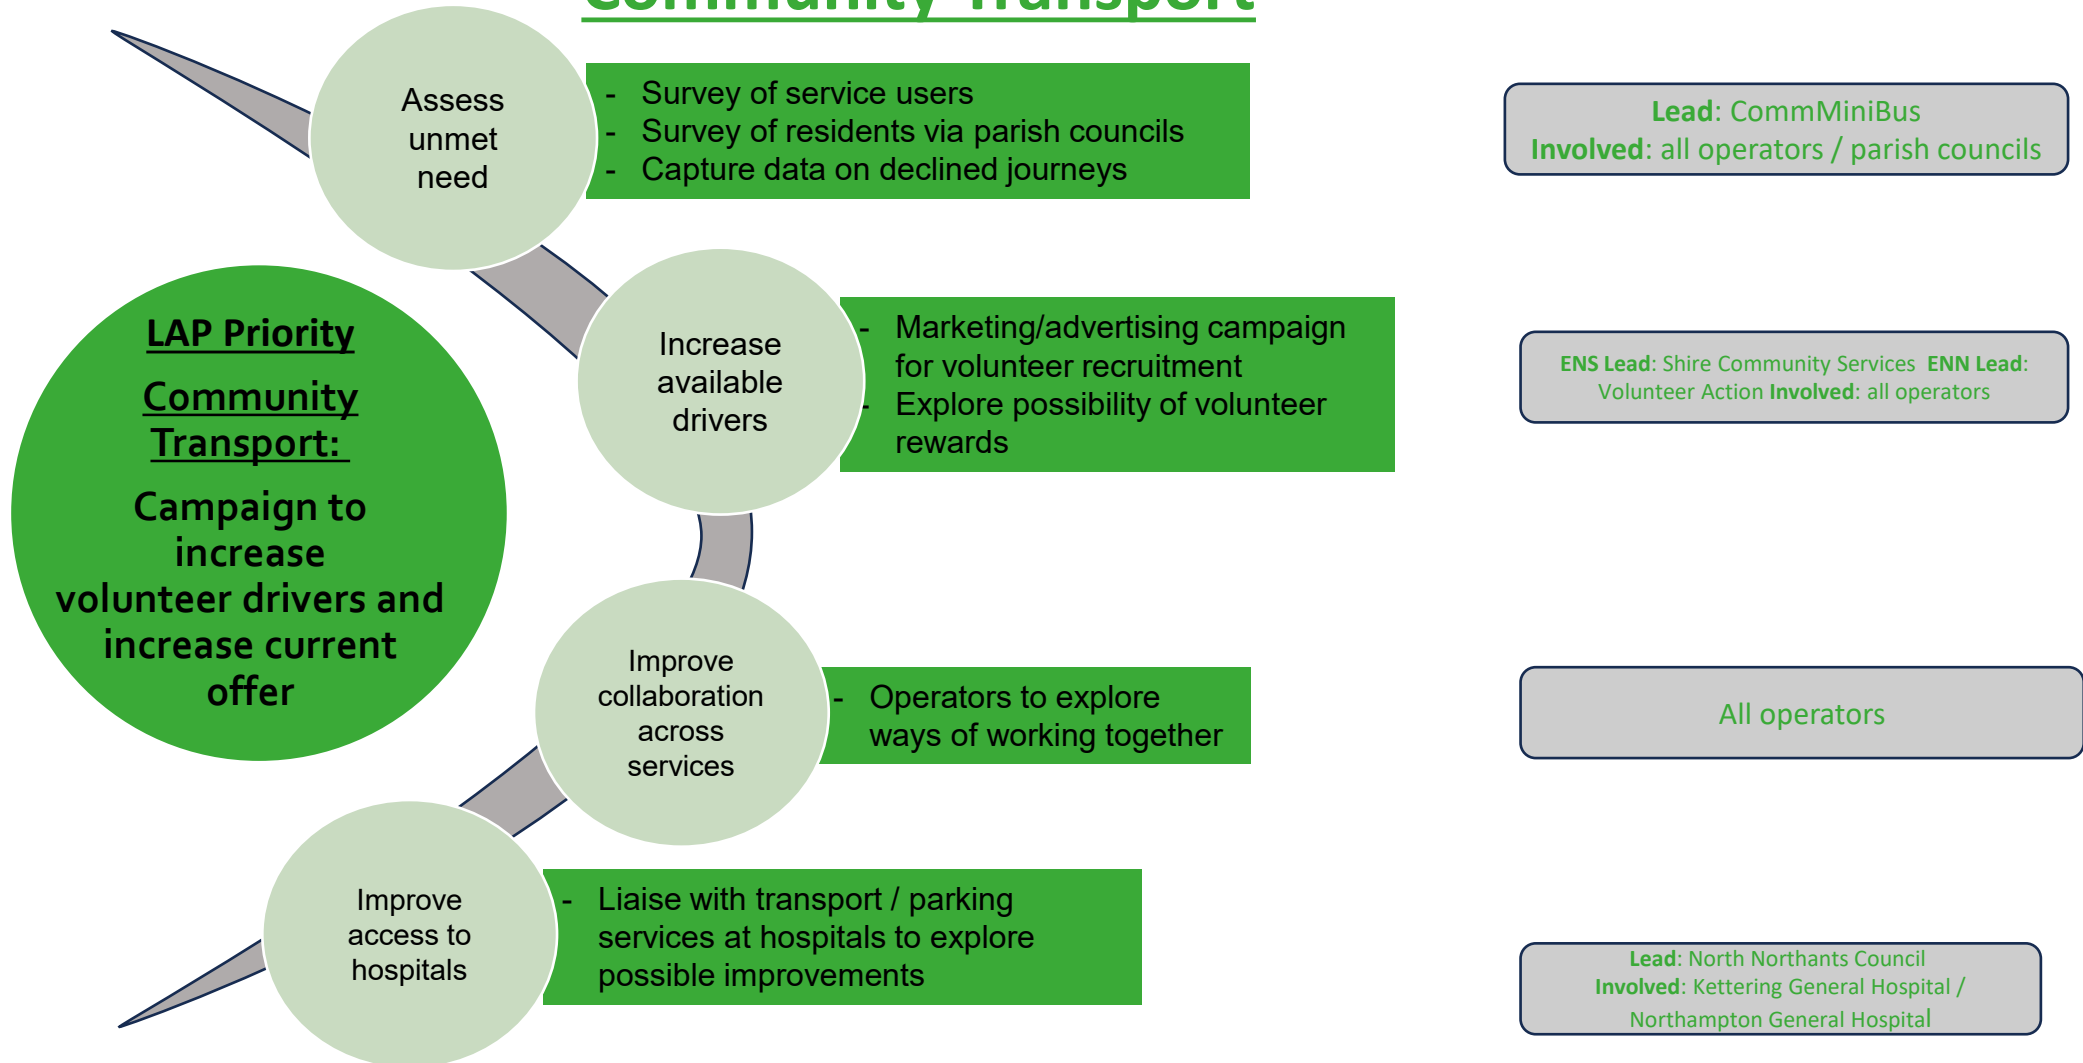 Community Transport
Assess
unmet
need
- Survey of service users
- Survey of residents via parish councils
- Capture data on declined journeys
Lead: CommMiniBus
Involved: all operators / parish councils
LAP Priority
Community
Transport:
Campaign to
increase
volunteer drivers and
increase current
offer
Increase
available
drivers
- Marketing/advertising campaign
for volunteer recruitment
- Explore possibility of volunteer
rewards
ENS Lead: Shire Community Services ENN Lead:
Volunteer Action Involved: all operators
Improve
collaboration
across
services
- Operators to explore
ways of working together
All operators
Improve
access to
hospitals
- Liaise with transport / parking
services at hospitals to explore
possible improvements
Lead: North Northants Council
Involved: Kettering General Hospital /
Northampton General Hospital